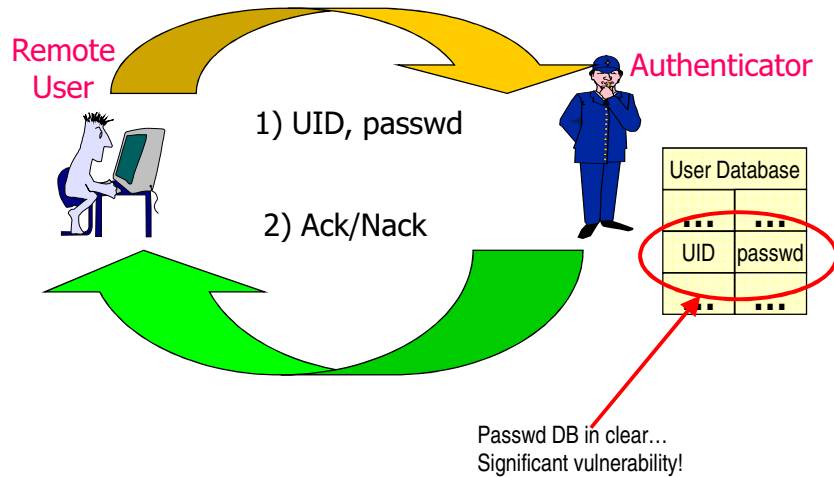 Remote
User
Authenticator
1) UID, passwd
2) Ack/Nack
User Database
... ...
UID passwd
... ...
Passwd DB in clear...
Significant vulnerability!